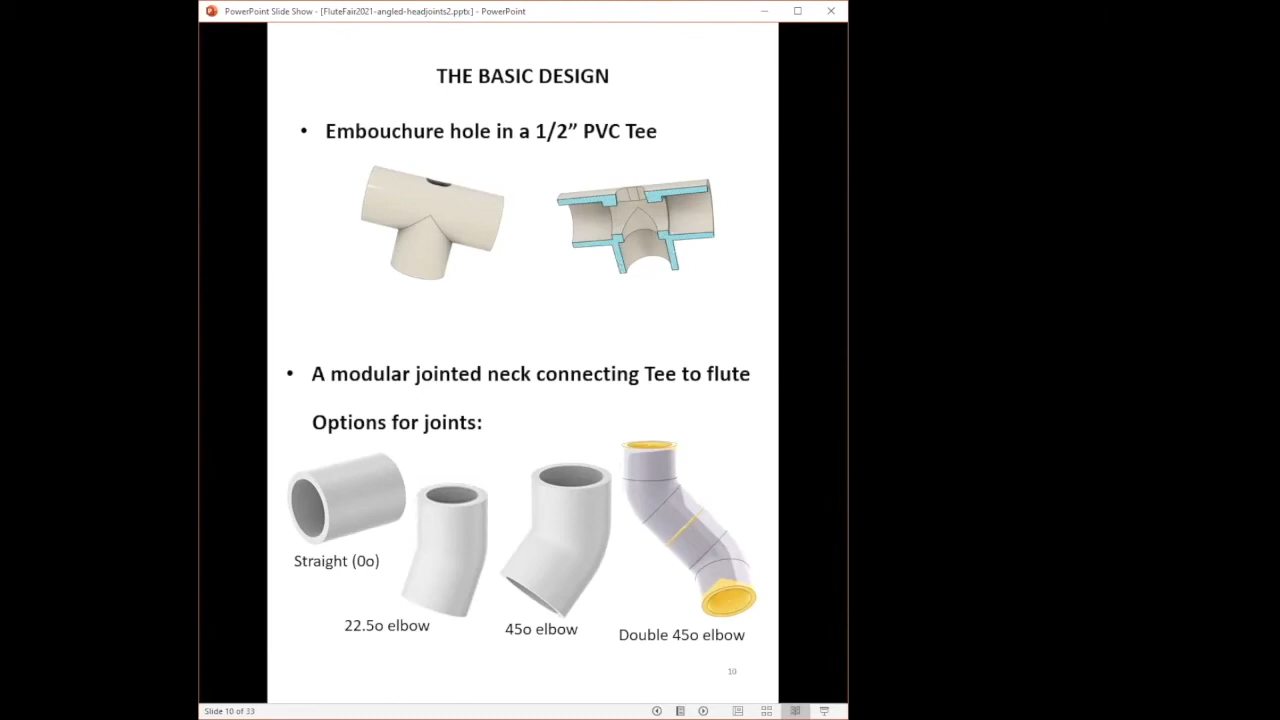 PowerPoint Slide Show - [FluteFair2021-angled-headjoints2.pptx] - PowerPoint
THE BASIC DESIGN
• Embouchure hole in a 1/2” PVC Tee
• A modular jointed neck connecting Tee to flute
Options for joints:
Straight (0o)
22.5o elbow
45o elbow
Double 45o elbow
10
Slide 10 of 33